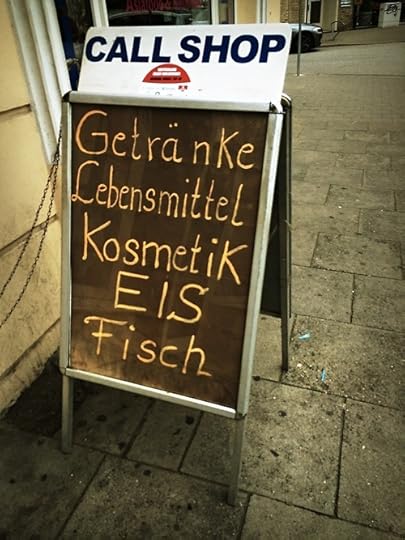 CALL SHOP
Getränke
Lebensmittel
Kosmetik
EIS
Fisch